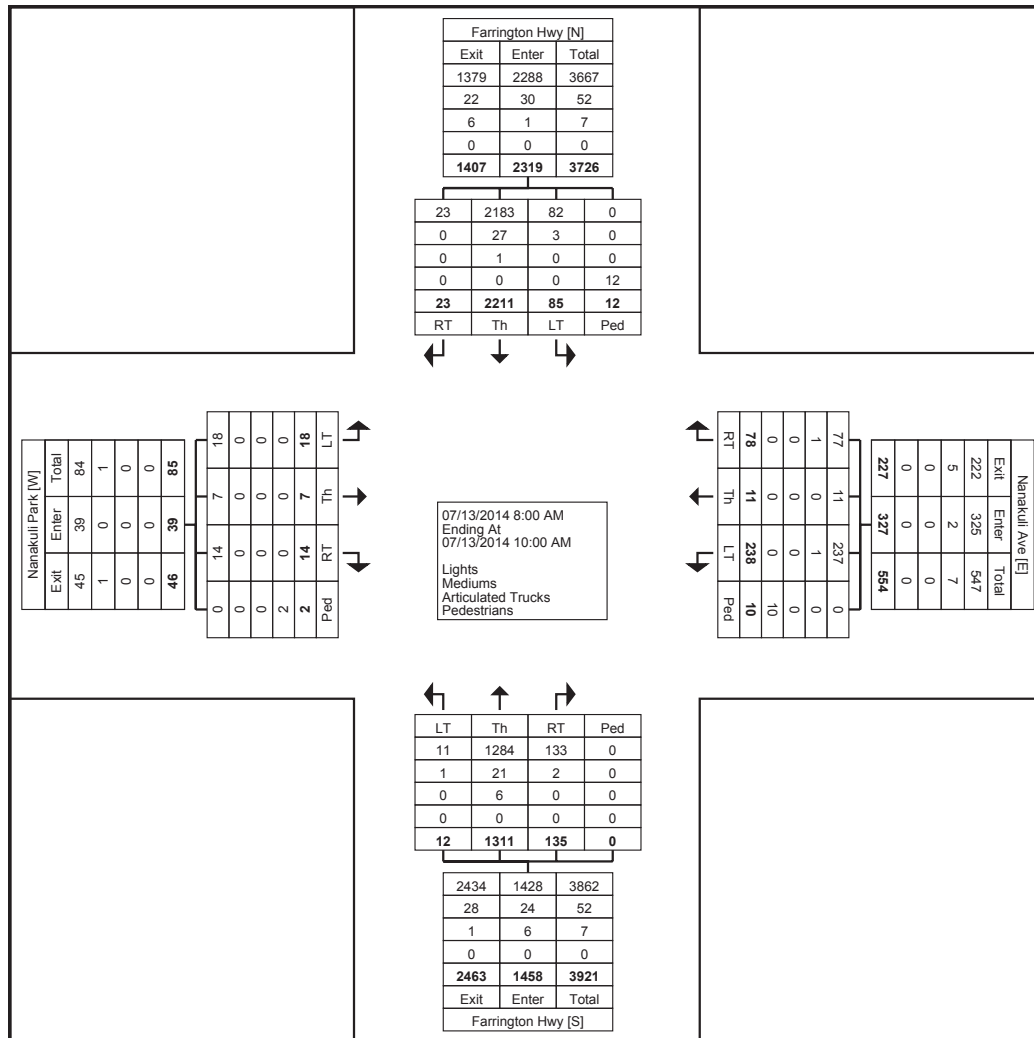 Farrington Hwy [N]
Exit Enter Total
1379 2288 3667
22 30 52
6 1 7
0 0 0
1407 2319 3726
23 2183 82 0
0 27 3 0
0 1 0 0
0 0 0 12
23 2211 85 12
RT Th LT Ped
Nanakuli Park [W]
Total Enter Exit
84 39 45
1 0 1
0 0 0
0 0 0
85 39 46
18 7 14 0
0 0 0 0
0 0 0 0
0 0 0 2
18 7 14 2
LT Th RT Ped
07/13/2014 8:00 AM
Ending At
07/13/2014 10:00 AM
Lights
Mediums
Articulated Trucks
Pedestrians
Nanakuli Ave [E]
Exit Enter Total
222 325 547
5 2 7
0 0 0
0 0 0
227 327 554
77 11 237 0
1 0 1 0
0 0 0 0
0 0 0 10
78 11 238 10
RT Th LT Ped
LT Th RT Ped
11 1284 133 0
1 21 2 0
0 6 0 0
0 0 0 0
12 1311 135 0
2434 1428 3862
28 24 52
1 6 7
0 0 0
2463 1458 3921
Exit Enter Total
Farrington Hwy [S]